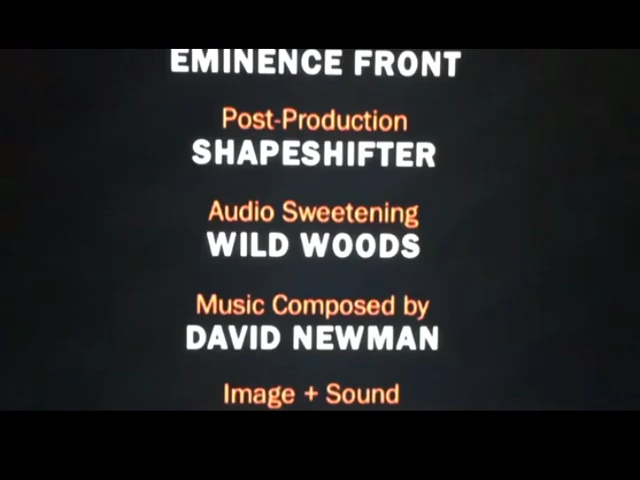 EMINENCE FRONT
Post-Production
SHAPESHIFTER
Audio Sweetening
WILD WOODS
Music Composed by
DAVID NEWMAN
Image + Sound